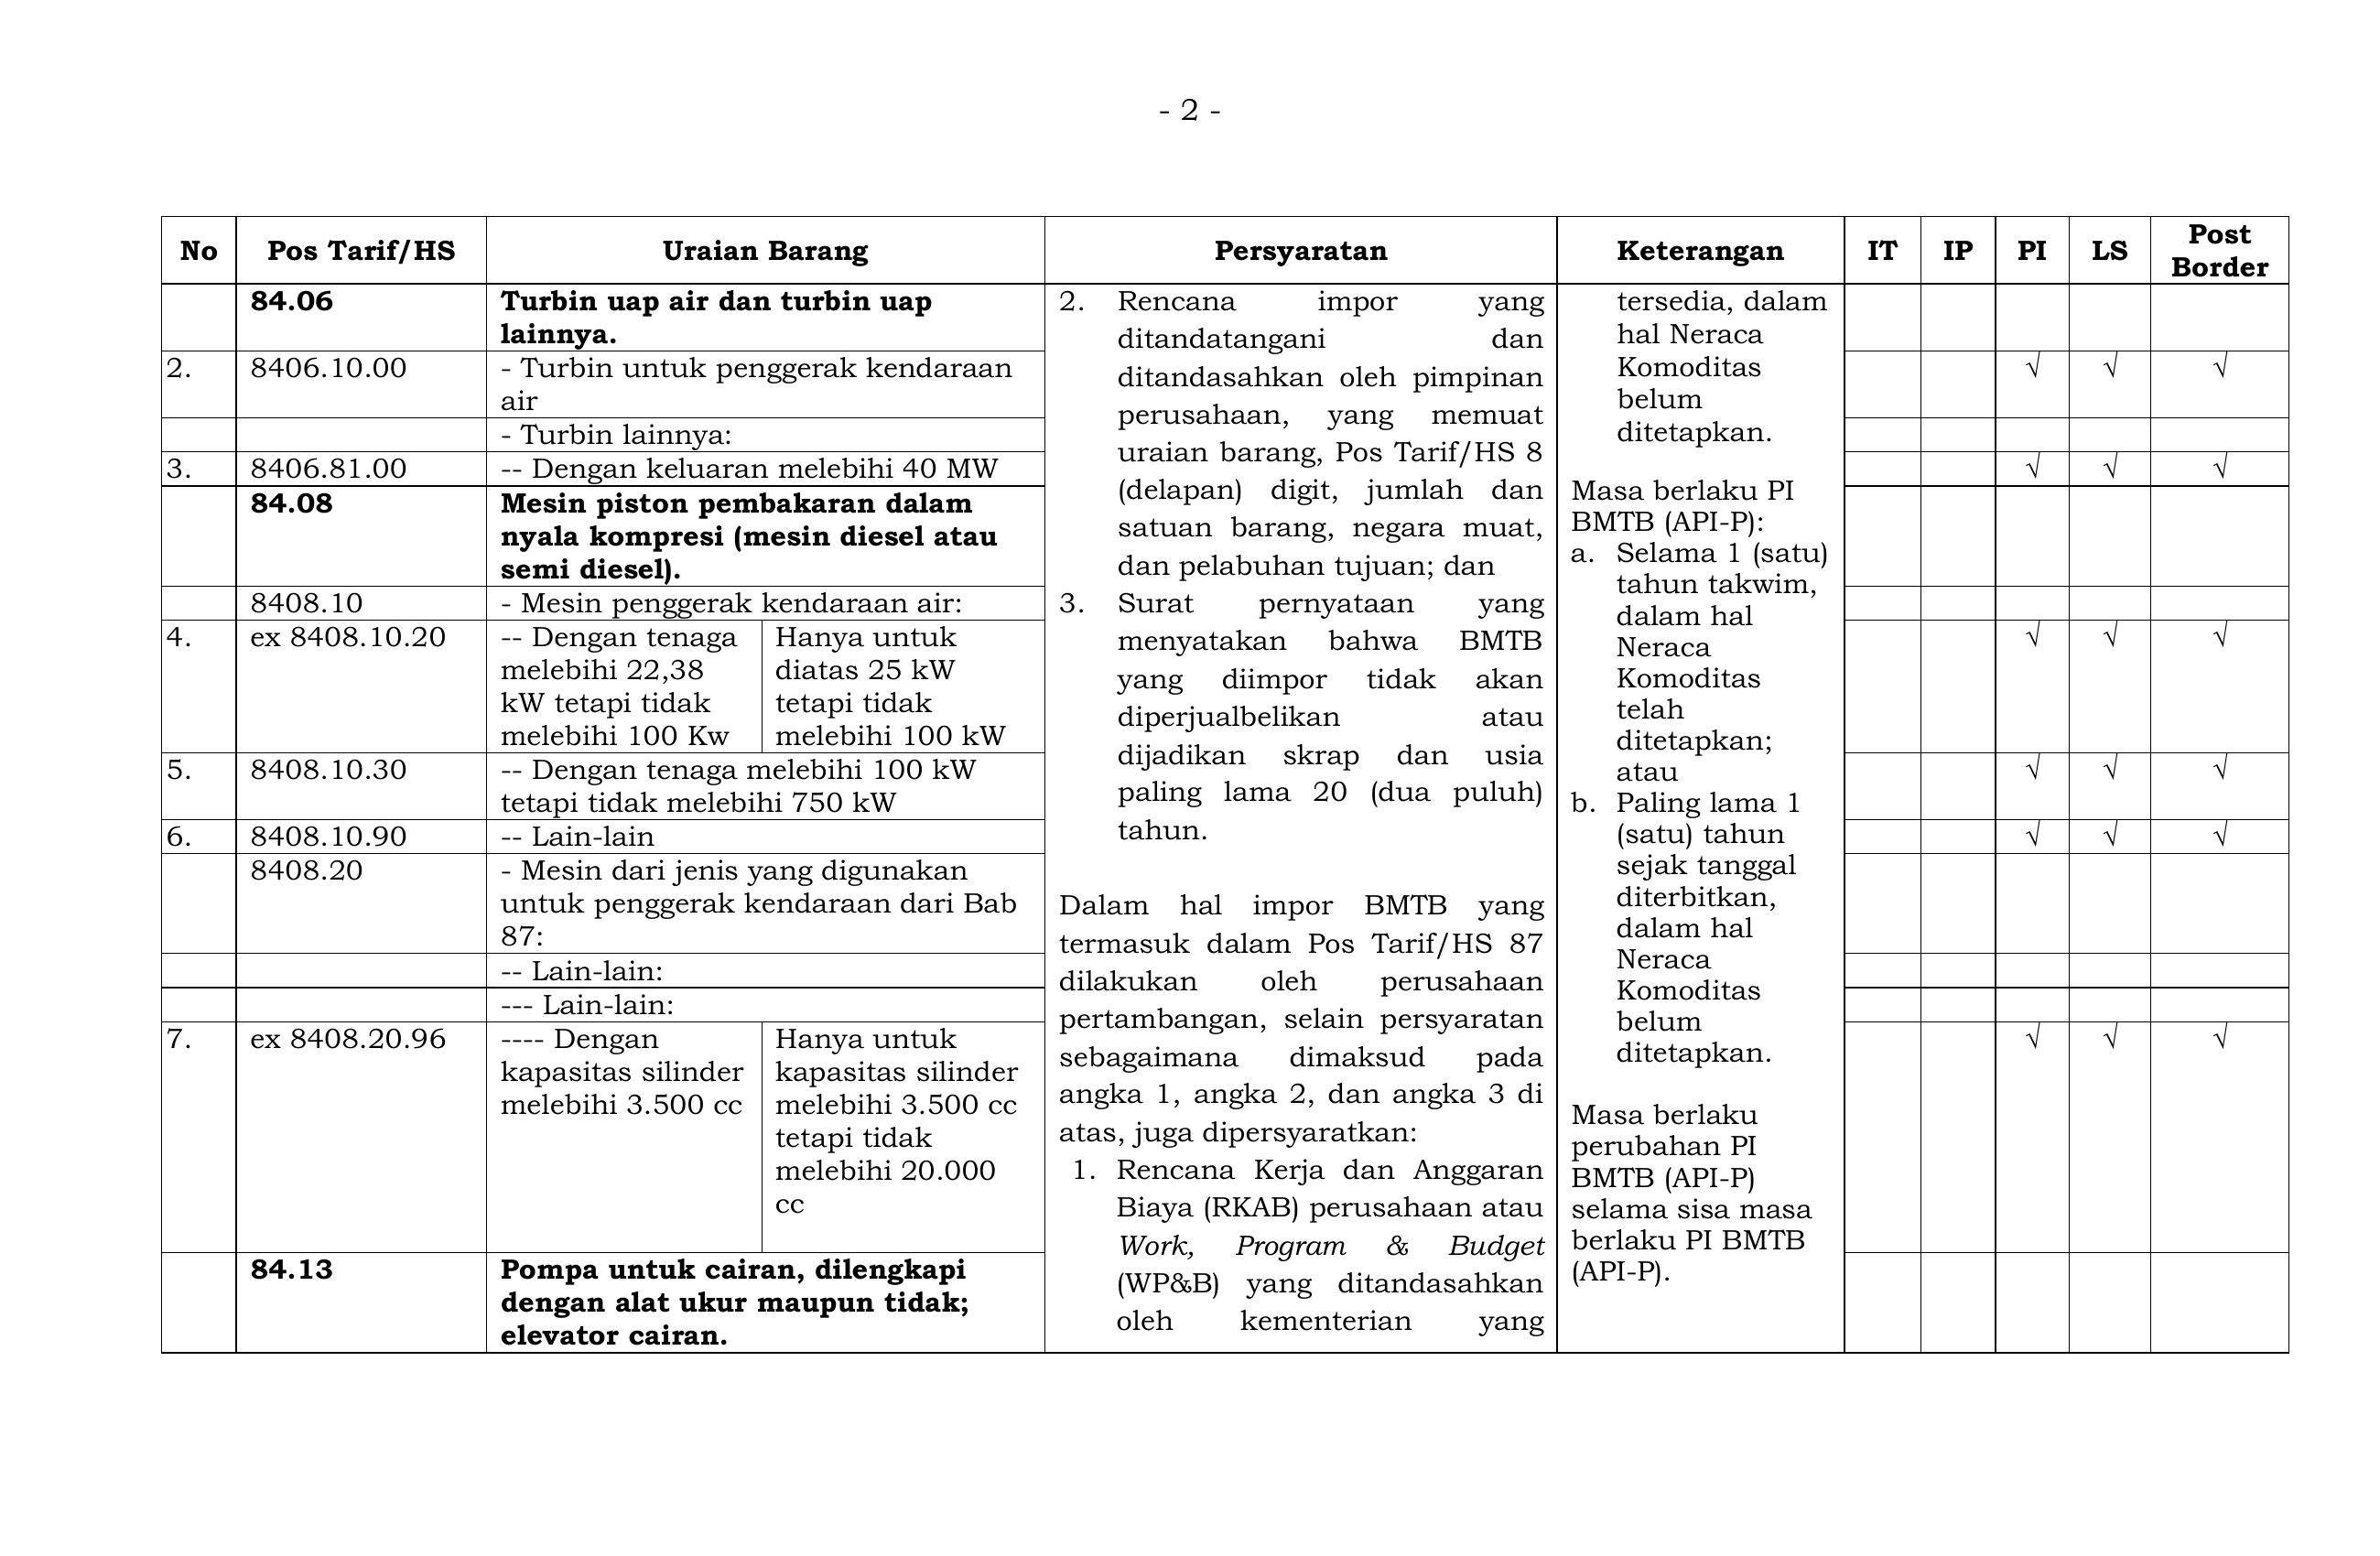 - 2 -
No
Pos Tarif/HS
Uraian Barang
Persyaratan
Keterangan
IT
IP
PI
LS
Post
Border
84.06
Turbin uap air dan turbin uap
lainnya.
2.
8406.10.00
- Turbin untuk penggerak kendaraan
air
√
√
√
- Turbin lainnya:
3.
8406.81.00
-- Dengan keluaran melebihi 40 MW
√
√
√
84.08
Mesin piston pembakaran dalam
nyala kompresi (mesin diesel atau
semi diesel).
8408.10
- Mesin penggerak kendaraan air:
4.
ex 8408.10.20
-- Dengan tenaga
melebihi 22,38
kW tetapi tidak
melebihi 100 Kw
Hanya untuk
diatas 25 kW
tetapi tidak
melebihi 100 kW
√
√
√
5.
8408.10.30
-- Dengan tenaga melebihi 100 kW
tetapi tidak melebihi 750 kW
√
√
√
6.
8408.10.90
-- Lain-lain
√
√
√
8408.20
- Mesin dari jenis yang digunakan
untuk penggerak kendaraan dari Bab
87:
-- Lain-lain:
--- Lain-lain:
7.
ex 8408.20.96
---- Dengan
kapasitas silinder
melebihi 3.500 cc
Hanya untuk
kapasitas silinder
melebihi 3.500 cc
tetapi tidak
melebihi 20.000
cc
√
√
√
84.13
Pompa untuk cairan, dilengkapi
dengan alat ukur maupun tidak;
elevator cairan.
2. Rencana impor yang
ditandatangani dan
ditandasahkan oleh pimpinan
perusahaan, yang memuat
uraian barang, Pos Tarif/HS 8
(delapan) digit, jumlah dan
satuan barang, negara muat,
dan pelabuhan tujuan; dan
3. Surat pernyataan yang
menyatakan bahwa BMTB
yang diimpor tidak akan
diperjualbelikan atau
dijadikan skrap dan usia
paling lama 20 (dua puluh)
tahun.
Dalam hal impor BMTB yang
termasuk dalam Pos Tarif/HS 87
dilakukan oleh perusahaan
pertambangan, selain persyaratan
sebagaimana dimaksud pada
angka 1, angka 2, dan angka 3 di
atas, juga dipersyaratkan:
1. Rencana Kerja dan Anggaran
Biaya (RKAB) perusahaan atau
Work, Program & Budget
(WP&B) yang ditandasahkan
oleh kementerian yang
tersedia, dalam
hal Neraca
Komoditas
belum
ditetapkan.
Masa berlaku PI
BMTB (API-P):
a. Selama 1 (satu)
tahun takwim,
dalam hal
Neraca
Komoditas
telah
ditetapkan;
atau
b. Paling lama 1
(satu) tahun
sejak tanggal
diterbitkan,
dalam hal
Neraca
Komoditas
belum
ditetapkan.
Masa berlaku
perubahan PI
BMTB (API-P)
selama sisa masa
berlaku PI BMTB
(API-P).